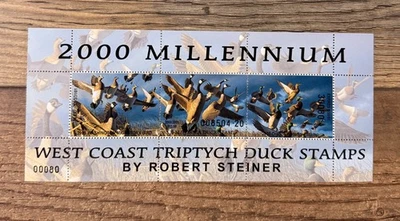 2000 MILLENNIUM
008504-20
WEST COAST TRIPTYCH DUCK STAMPS
00080
BY ROBERT STEINER